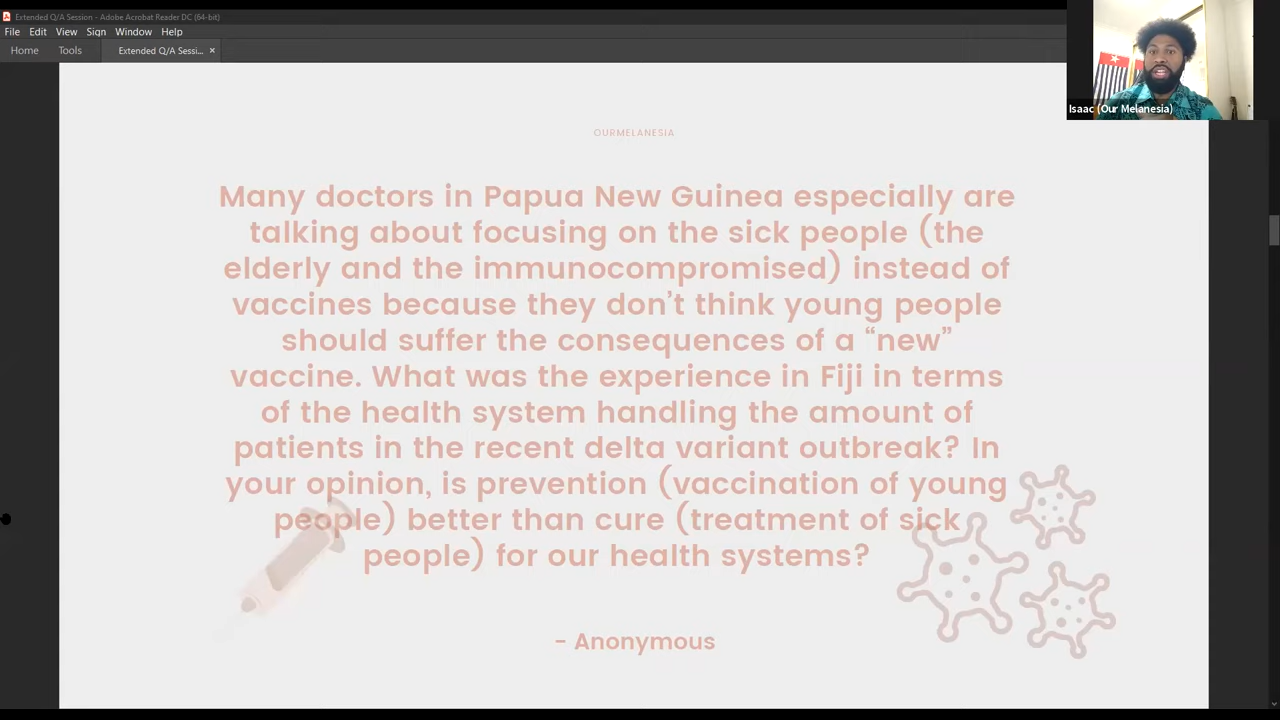 Extended Q/A Session - Adobe Acrobat Reader DC (64-bit)
File Edit View Sign Window Help
Home Tools Extended Q/A Sessi... ×
Isaac (Our Melanesia)
OURMELANESIA
Many doctors in Papua New Guinea especially are
talking about focusing on the sick people (the
elderly and the immunocompromised) instead of
vaccines because they don't think young people
should suffer the consequences of a “new”
vaccine. What was the experience in Fiji in terms
of the health system handling the amount of
patients in the recent delta variant outbreak? In
your opinion, is prevention (vaccination of young
people) better than cure (treatment of sick
people) for our health systems?
- Anonymous